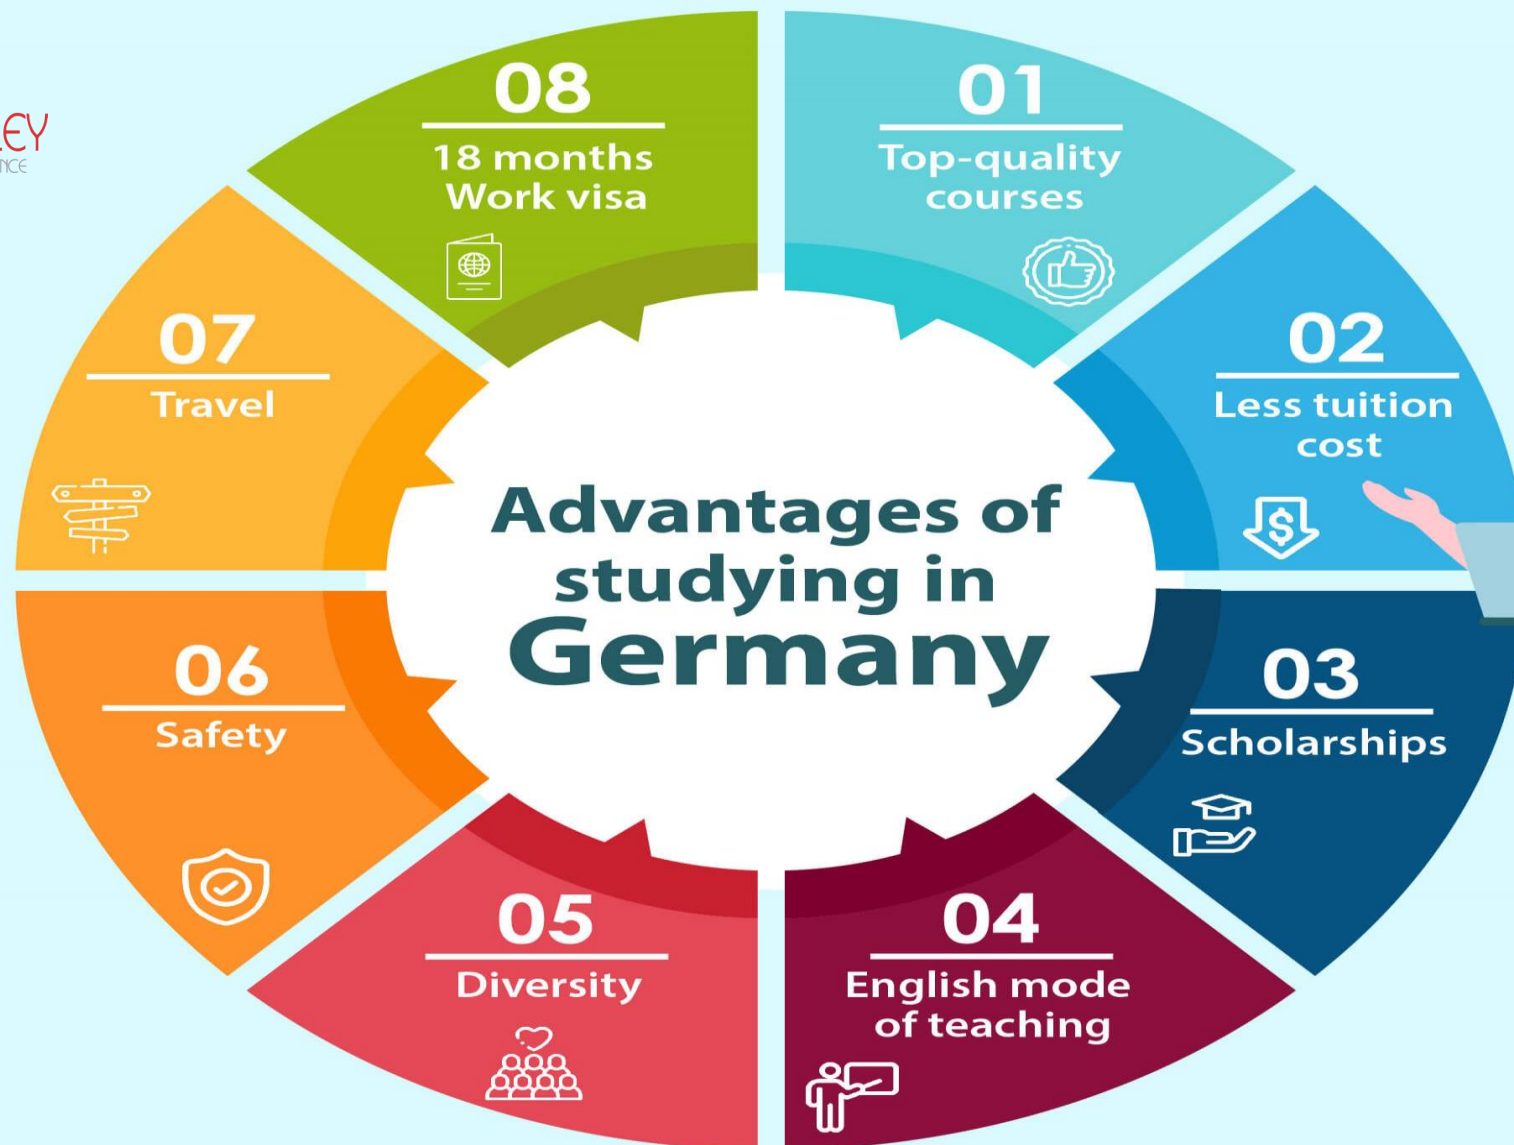 Advantages of
studying in
Germany
01
Top-quality
courses
02
Less tuition
cost
$
03
Scholarships
04
English mode
of teaching
05
Diversity
06
Safety
07
Travel
08
18 months
Work visa